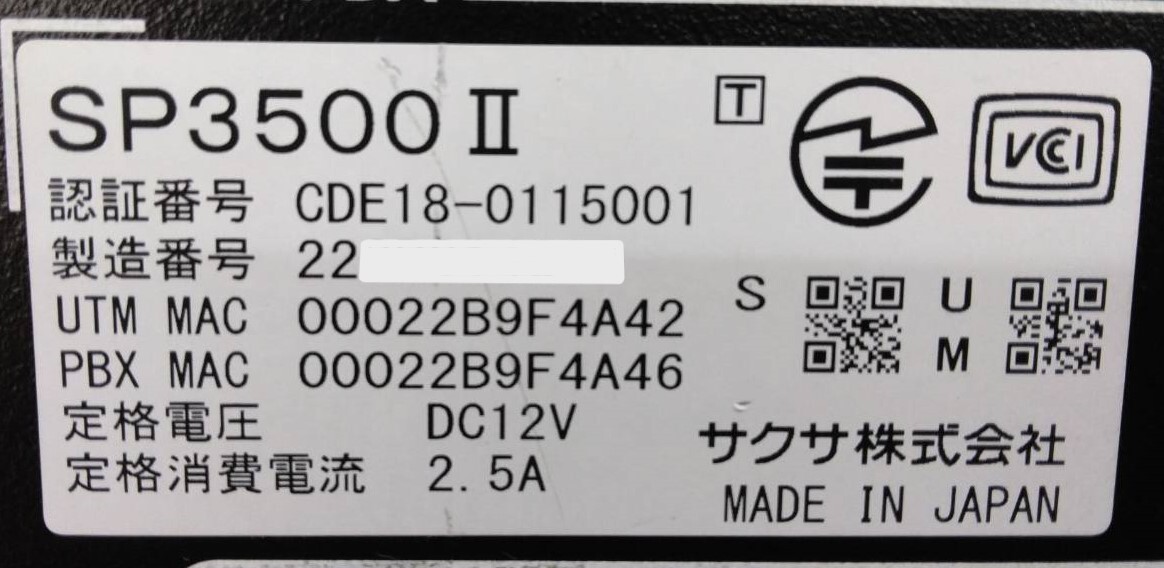 SP3500Ⅱ
T
VCCI
認証番号 CDE18-0115001
製造番号 22
UTM MAC 00022B9F4A42
PBX MAC 00022B9F4A46
S
U
M
定格電圧 DC12V
定格消費電流 2.5A
サクサ株式会社
MADE IN JAPAN